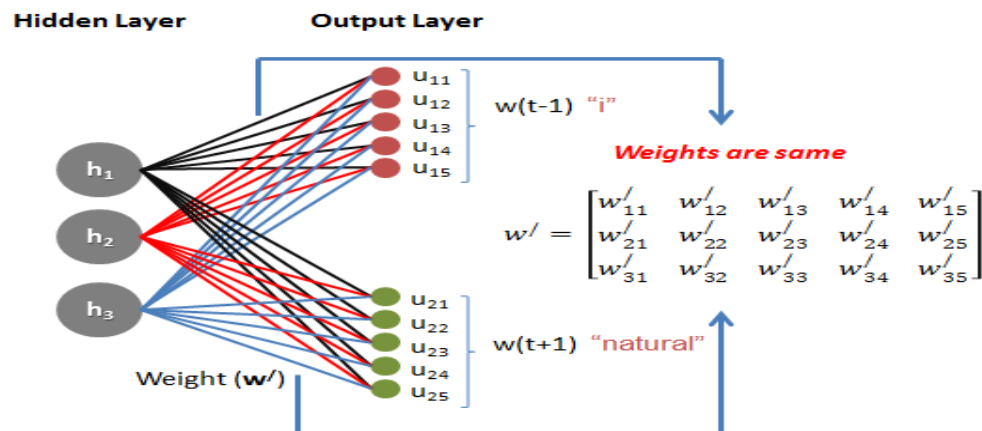 Hidden Layer
Output Layer
h₁
h₂
h₃
u₁₁
u₁₂
u₁₃
u₁₄
u₁₅
w(t-1) “i”
u₂₁
u₂₂
u₂₃
u₂₄
u₂₅
w(t+1) “natural”
Weight (w′)
Weights are same
w′ = [w′₁₁ w′₁₂ w′₁₃ w′₁₄ w′₁₅
w′₂₁ w′₂₂ w′₂₃ w′₂₄ w′₂₅
w′₃₁ w′₃₂ w′₃₃ w′₃₄ w′₃₅]